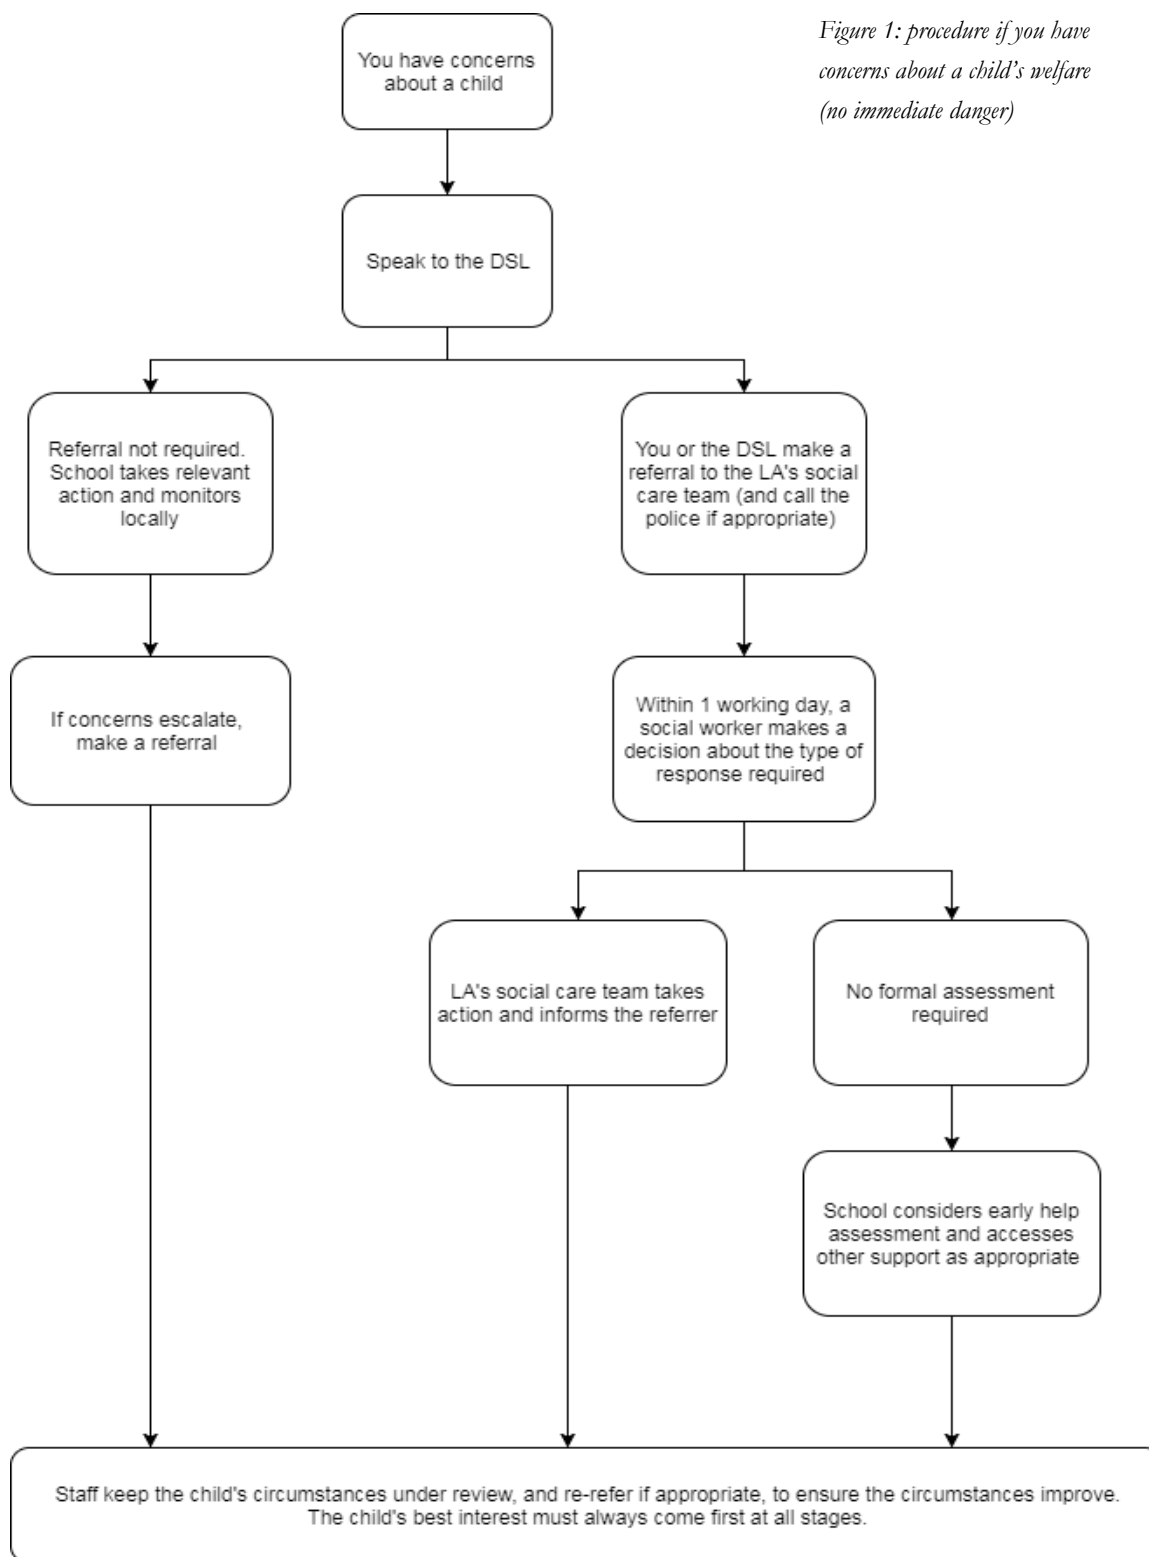 Figure 1: procedure if you have
concerns about a child's welfare
(no immediate danger)
You have concerns
about a child
Speak to the DSL
Referral not required.
School takes relevant
action and monitors
locally
You or the DSL make a
referral to the LA's social
care team (and call the
police if appropriate)
If concerns escalate,
make a referral
Within 1 working day, a
social worker makes a
decision about the type of
response required
LA's social care team takes
action and informs the referrer
No formal assessment
required
School considers early help
assessment and accesses
other support as appropriate
Staff keep the child's circumstances under review, and re-refer if appropriate, to ensure the circumstances improve.
The child's best interest must always come first at all stages.